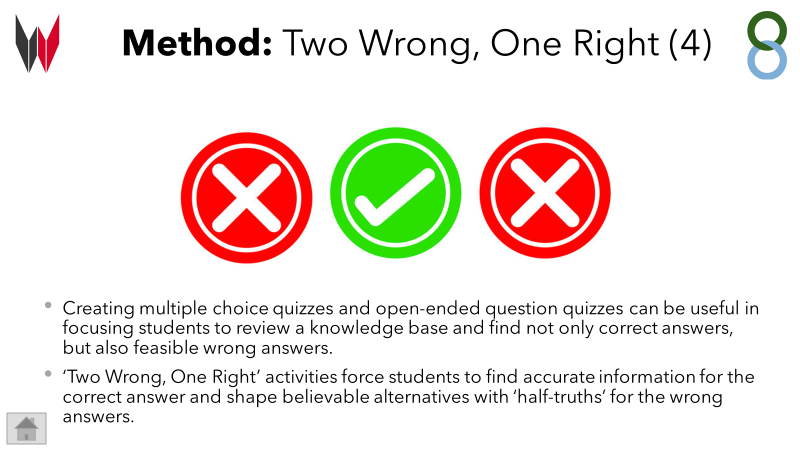 Method: Two Wrong, One Right (4)
• Creating multiple choice quizzes and open-ended question quizzes can be useful in
focusing students to review a knowledge base and find not only correct answers,
but also feasible wrong answers.
• ‘Two Wrong, One Right’ activities force students to find accurate information for the
correct answer and shape believable alternatives with ‘half-truths’ for the wrong
answers.